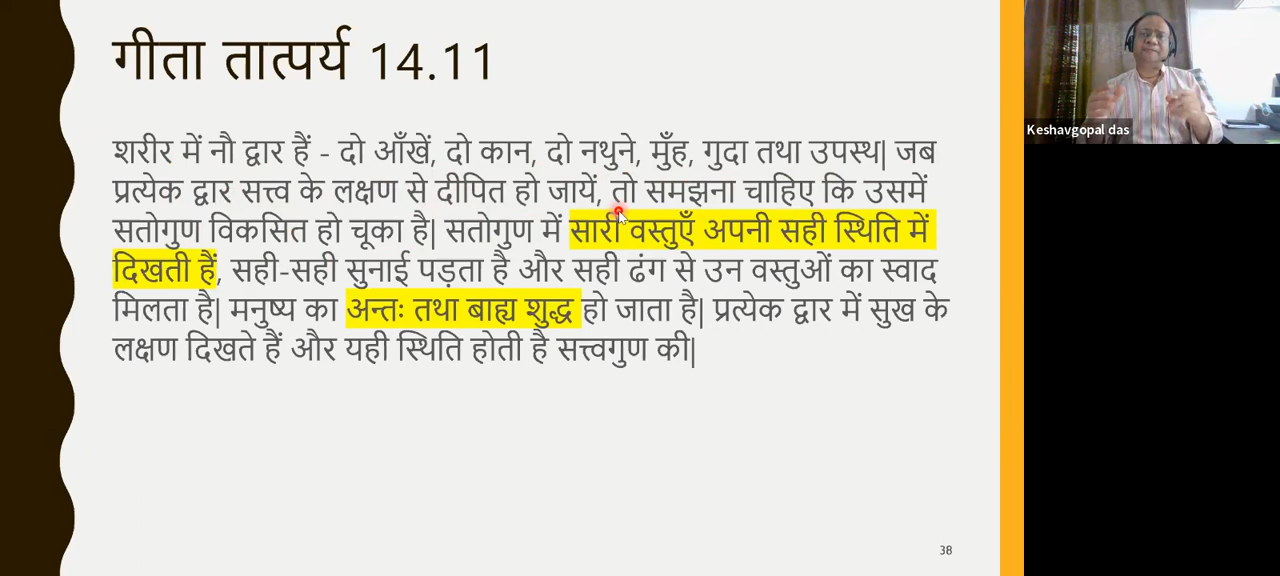 गीता तात्पर्य 14.11
शरीर में नौ द्वार हैं - दो आँखें, दो कान, दो नथुने, मुँह, गुदा तथा उपस्थ| जब
प्रत्येक द्वार सत्त्व के लक्षण से दीपित हो जायें, तो समझना चाहिए कि उसमें
सतोगुण विकसित हो चूका है| सतोगुण में सारी वस्तुएँ अपनी सही स्थिति में
दिखती हैं, सही-सही सुनाई पड़ता है और सही ढंग से उन वस्तुओं का स्वाद
मिलता है| मनुष्य का अन्तः तथा बाह्य शुद्ध हो जाता है| प्रत्येक द्वार में सुख के
लक्षण दिखते हैं और यही स्थिति होती है सत्त्वगुण की|
38
Keshavgopal das